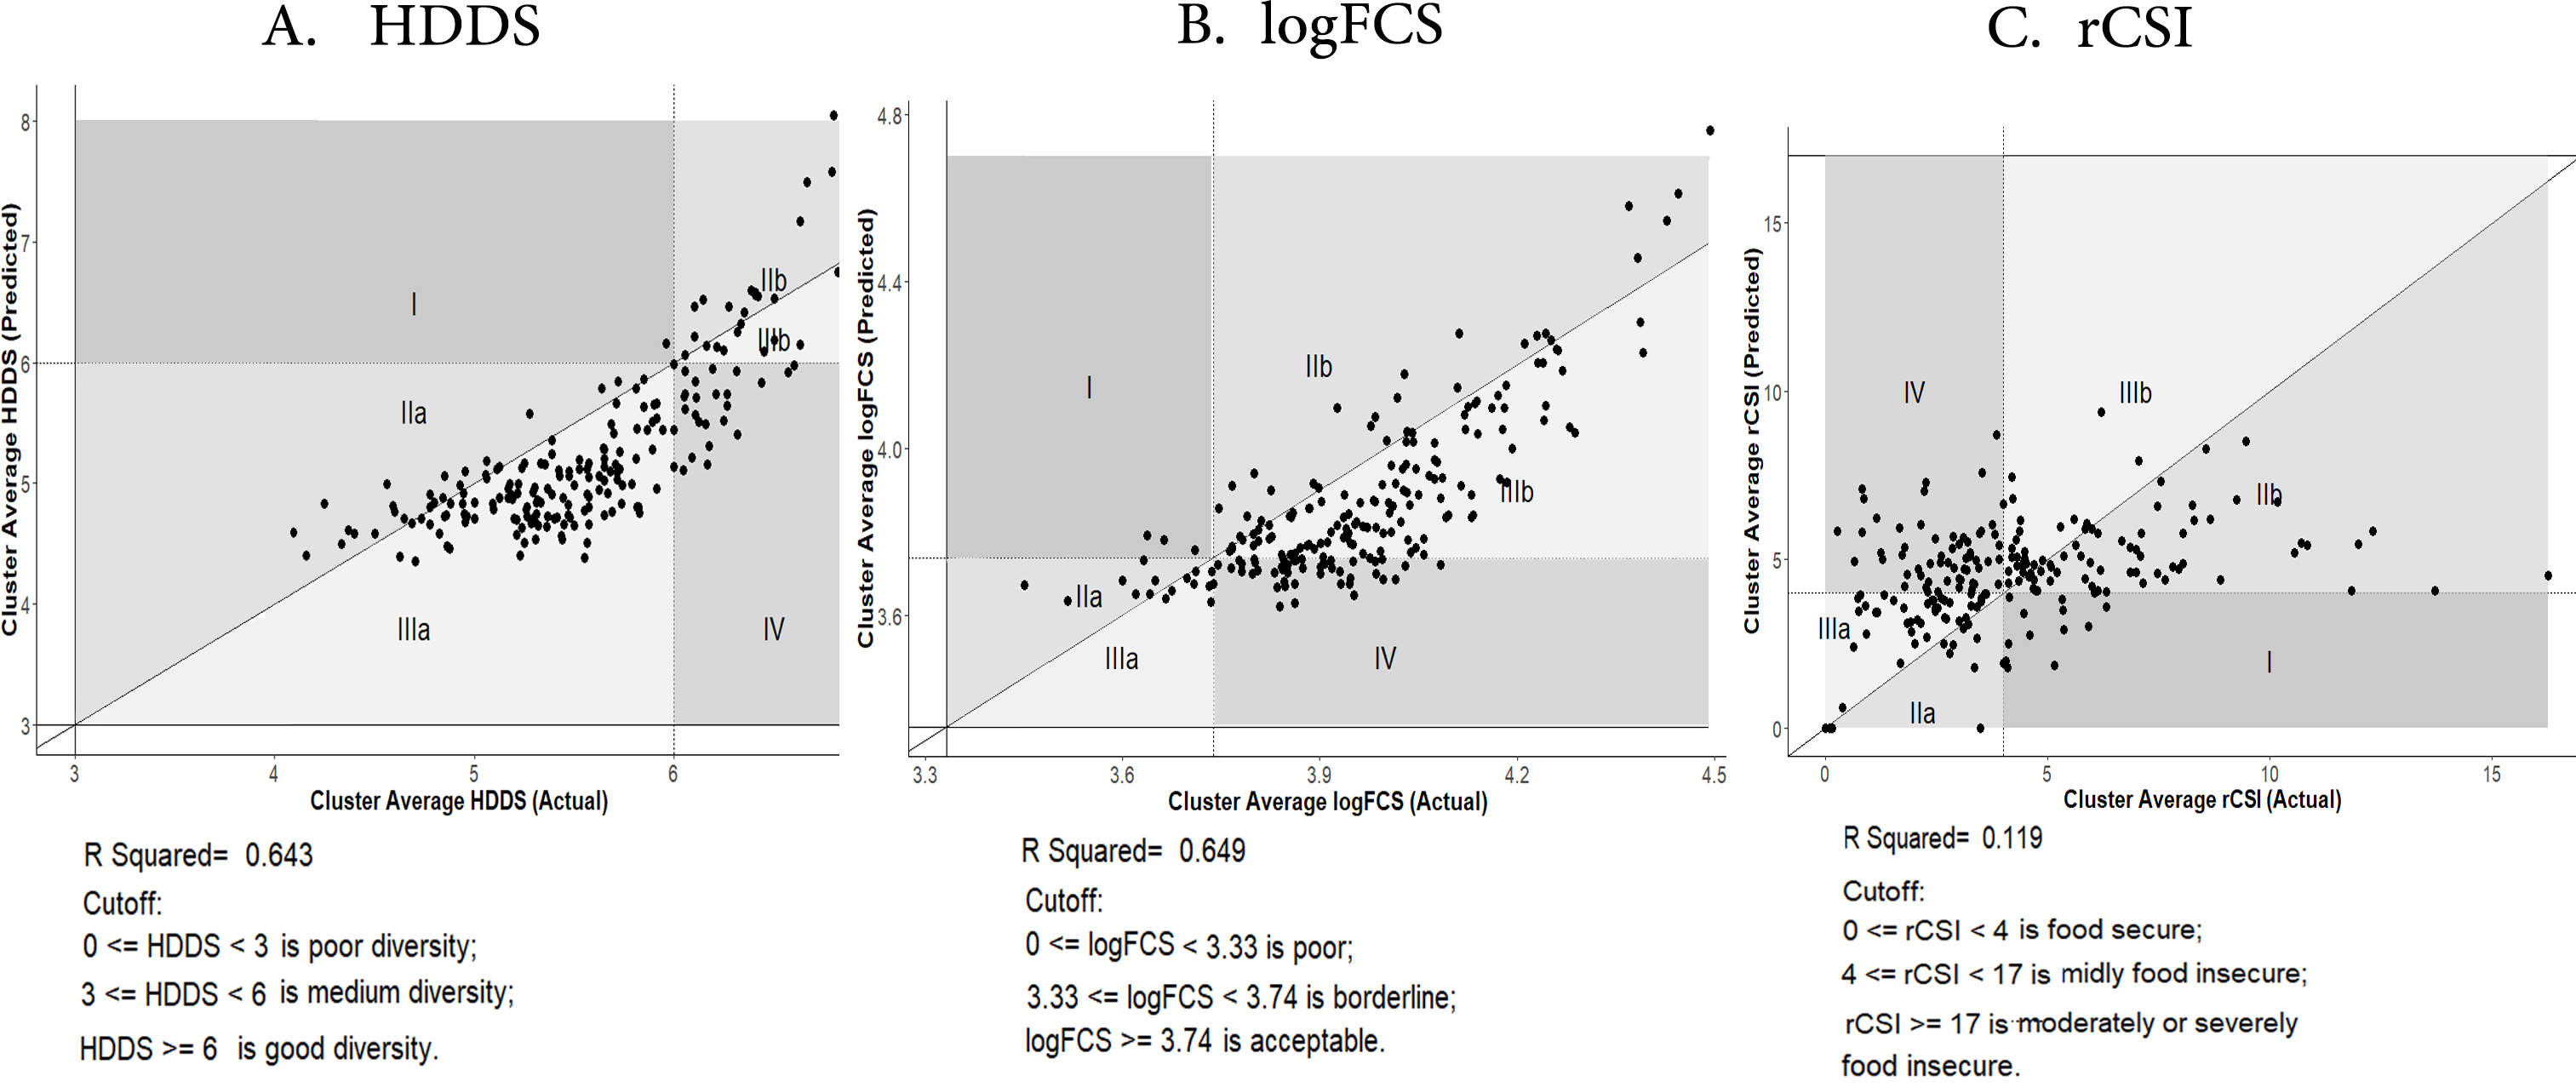 A. HDDS
B. logFCS
C. rCSI
Cluster Average HDDS (Predicted)
8
7
6
5
4
3
I
IIb
IIIb
IIa
IIIa
IV
3 4 5 6
Cluster Average HDDS (Actual)
R Squared= 0.643
Cutoff:
0 <= HDDS < 3 is poor diversity;
3 <= HDDS < 6 is medium diversity;
HDDS >= 6 is good diversity.
Cluster Average logFCS (Predicted)
4.8
4.4
4.0
3.6
I
IIb
IIIb
IIa
IIIa
IV
3.3 3.6 3.9 4.2 4.5
Cluster Average logFCS (Actual)
R Squared= 0.649
Cutoff:
0 <= logFCS < 3.33 is poor;
3.33 <= logFCS < 3.74 is borderline;
logFCS >= 3.74 is acceptable.
Cluster Average rCSI (Predicted)
15
10
5
0
IV
IIIb
IIb
IIIa
I
IIa
0 5 10 15
Cluster Average rCSI (Actual)
R Squared= 0.119
Cutoff:
0 <= rCSI < 4 is food secure;
4 <= rCSI < 17 is midly food insecure;
rCSI >= 17 is moderately or severely
food insecure.